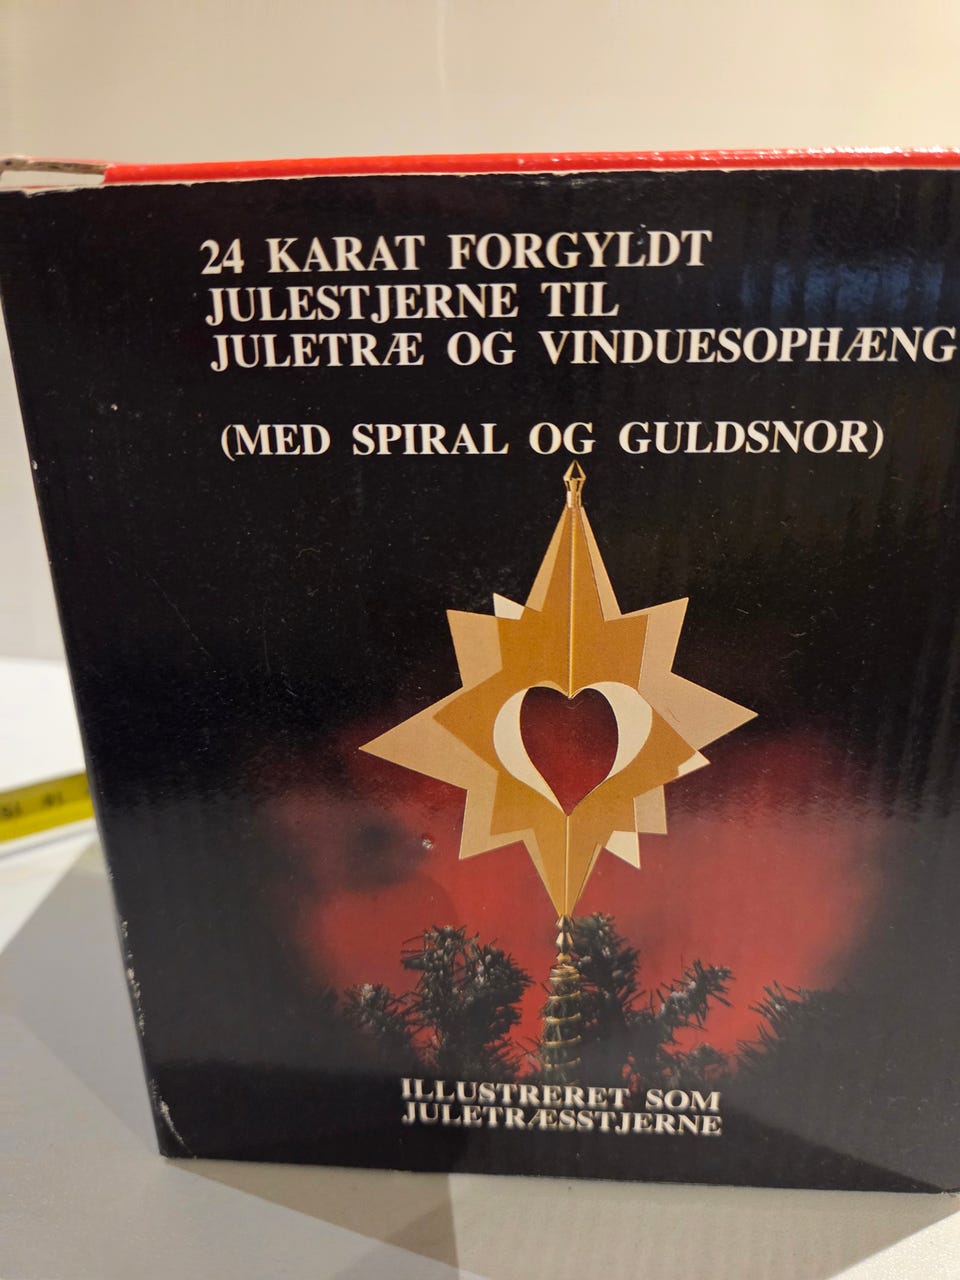 24 KARAT FORGYLDT
JULESTJERNE TIL
JULETRÆ OG VINDUESOPHÆNG
(MED SPIRAL OG GULDSNOR)
ILLUSTRERET SOM
JULETRÆSSTJERNE